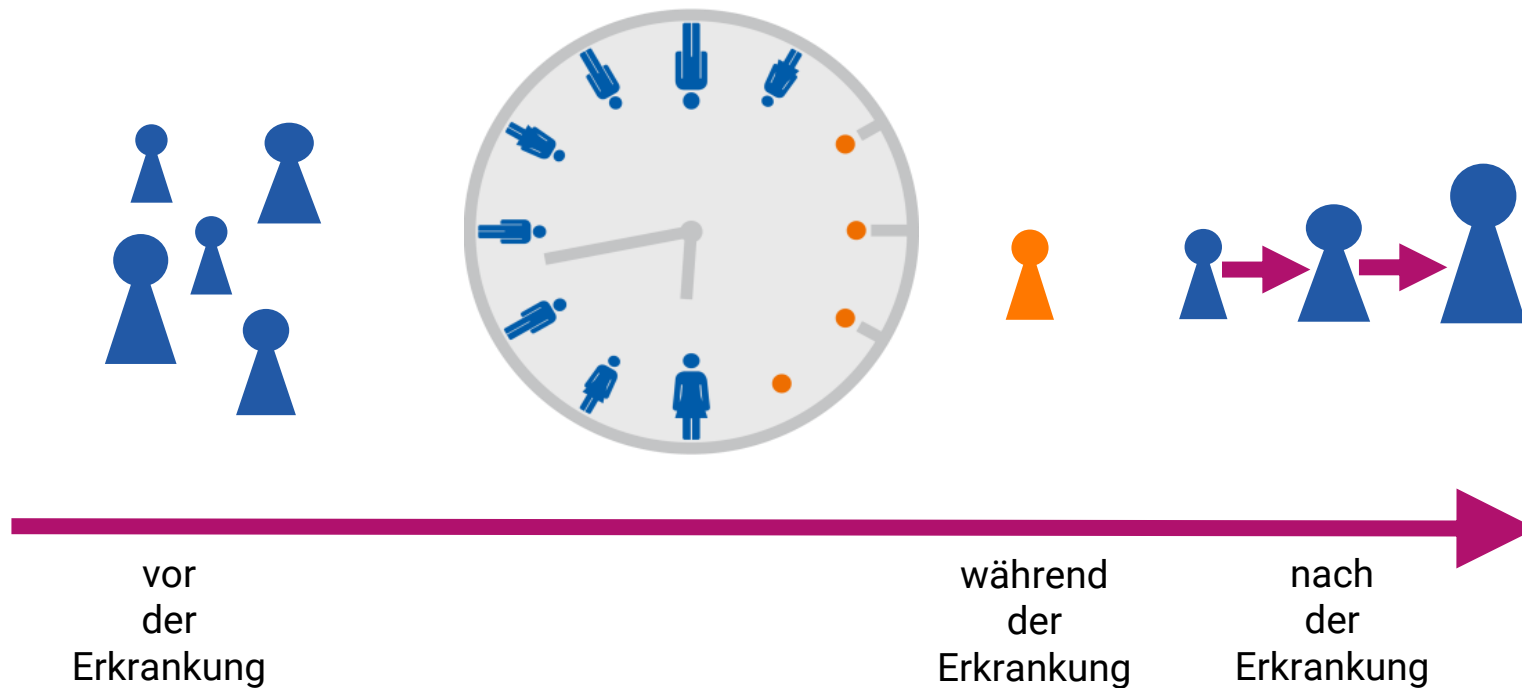 vor
der
Erkrankung
während
der
Erkrankung
nach
der
Erkrankung